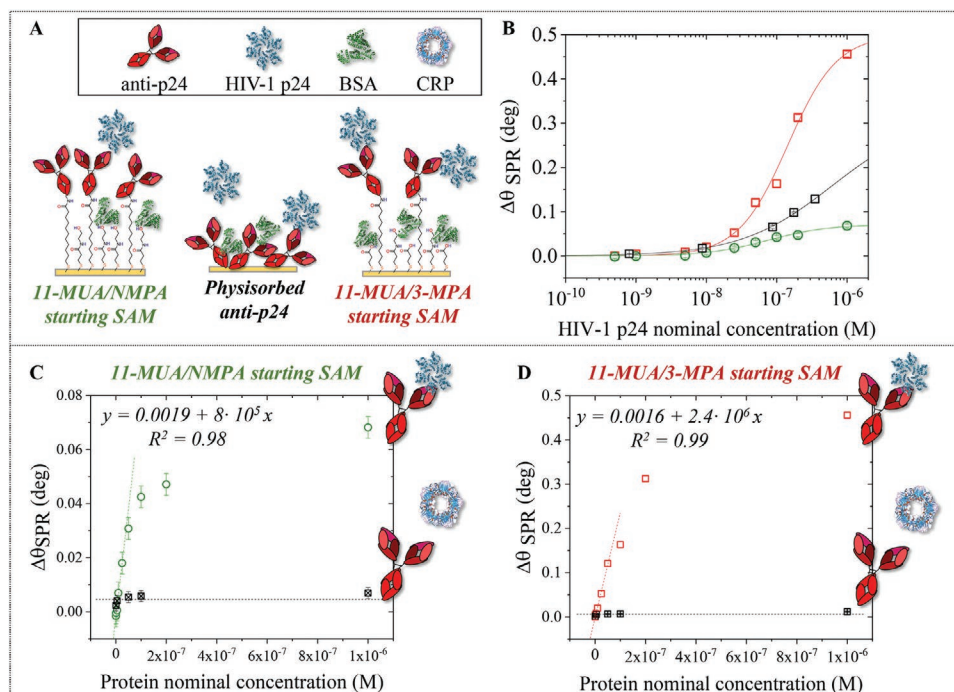 A
anti-p24 HIV-1 p24 BSA CRP
11-MUA/NMPA
starting SAM
Physisorbed
anti-p24
11-MUA/3-MPA
starting SAM
B
0.5
0.4
0.3
0.2
0.1
0.0
Δθ SPR (deg)
10⁻¹⁰ 10⁻⁹ 10⁻⁸ 10⁻⁷ 10⁻⁶
HIV-1 p24 nominal concentration (M)
C
11-MUA/NMPA starting SAM
y = 0.0019 + 8· 10⁵ x
R² = 0.98
0.08
0.06
0.04
0.02
0.00
ΔθSPR (deg)
0 2x10⁻⁷ 4x10⁻⁷ 6x10⁻⁷ 8x10⁻⁷ 1x10⁻⁶
Protein nominal concentration (M)
D
11-MUA/3-MPA starting SAM
y = 0.0016 + 2.4· 10⁶ x
R² = 0.99
0.5
0.4
0.3
0.2
0.1
0.0
ΔθSPR (deg)
0 2x10⁻⁷ 4x10⁻⁷ 6x10⁻⁷ 8x10⁻⁷ 1x10⁻⁶
Protein nominal concentration (M)